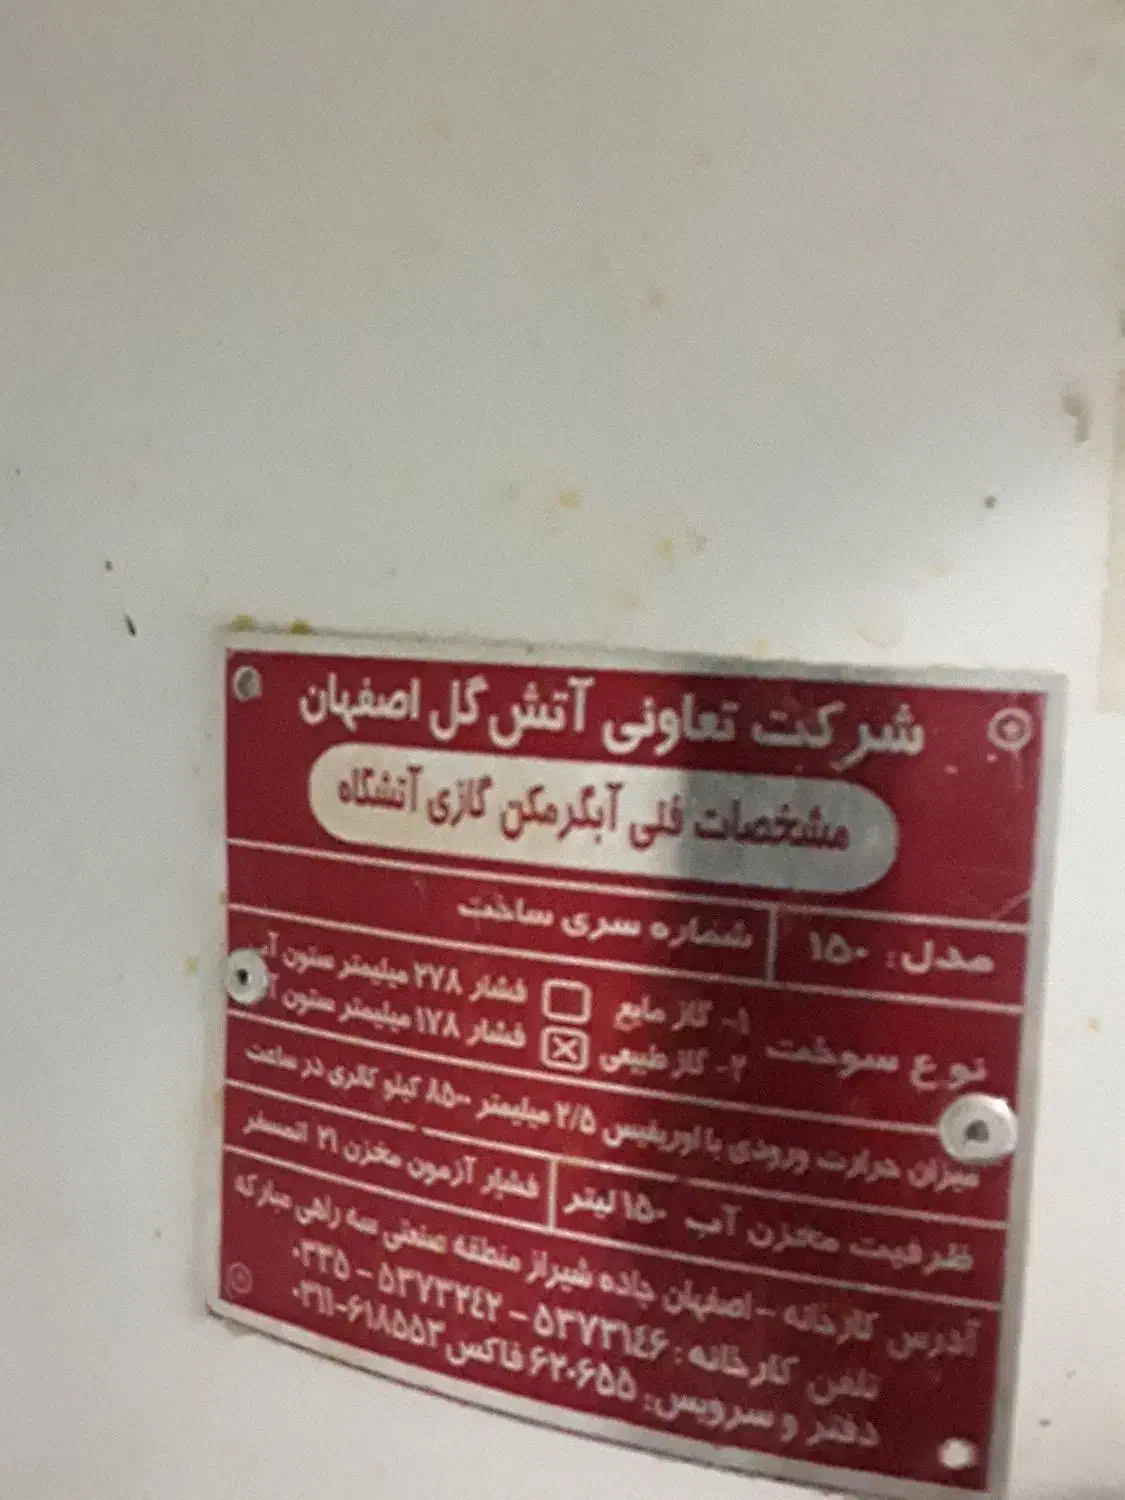 شرکت تعاونی آتش گل اصفهان
مشخصات فنی آبگرمکن گازی آتشگاه
مدل: ۱۵۰ شماره سری ساخت
نوع سوخت
۱- گاز مایع فشار ۲۷۸ میلیمتر ستون آب
۲- گاز طبیعی فشار ۱۷۸ میلیمتر ستون
میزان حرارت ورودی با اوریفیس ۲/۵ میلیمتر ۸۵۰۰ کیلو کالری در ساعت
ظرفیت مخزن آب ۱۵۰ لیتر فشار آزمون مخزن ۲۱ اتمسفر
آدرس کارخانه - اصفهان جاده شیراز منطقه صنعتی سه راهی مبارکه
تلفن کارخانه: ۵۳۷۳۱٤۶ - ۵۳۷۳۲٤۲ - ۰۳۳۵
دفتر و سرویس: ۶۲۰۶۵۵ فاکس ۶۱۸۵۵۳-۰۳۱۱